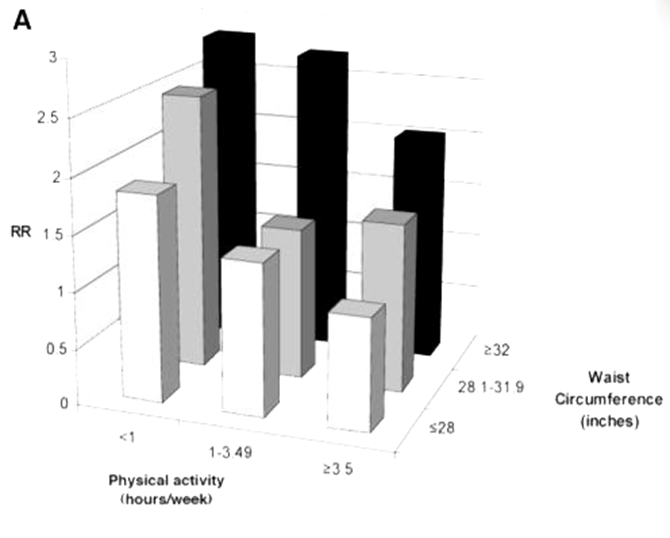 A
3
2.5
2
RR 1.5
1
0.5
0
<1
1-3.49
≥3.5
≥32
28.1-31.9
≤28
Physical activity
(hours/week)
Waist
Circumference
(inches)